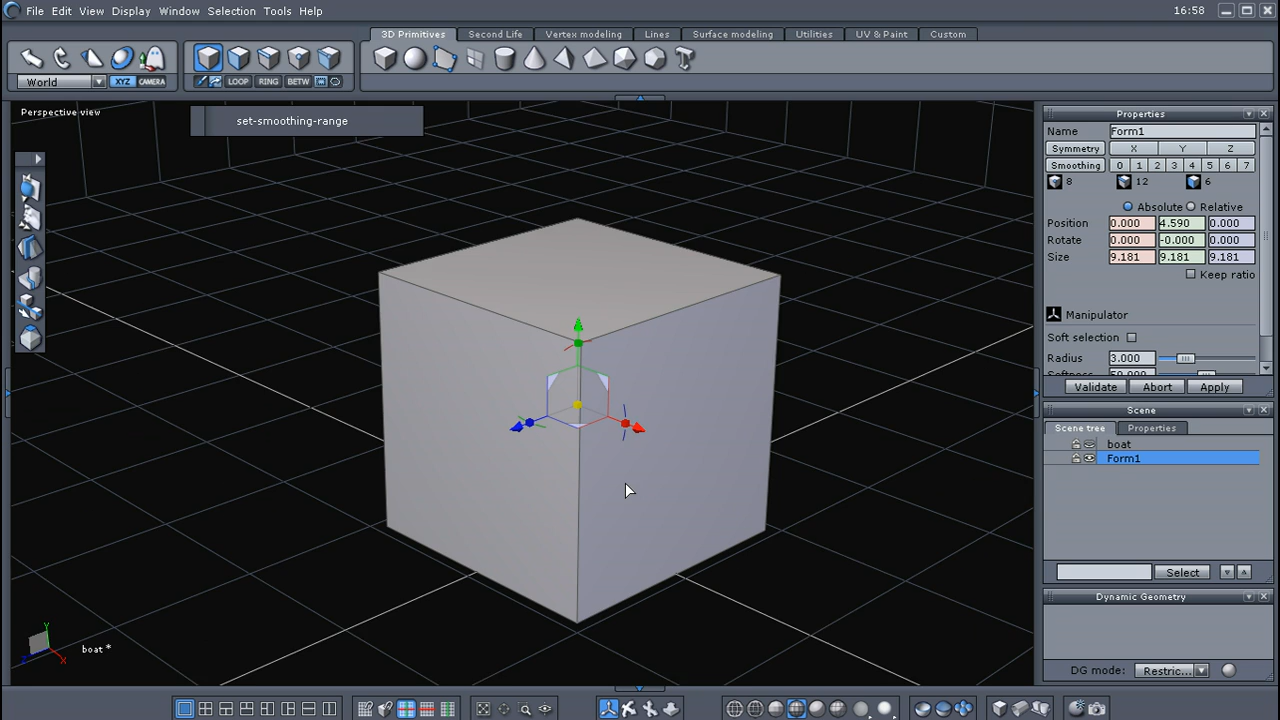 File Edit View Display Window Selection Tools Help 16:58
3D Primitives Second Life Vertex modeling Lines Surface modeling Utilities UV & Paint Custom
World XYZ CAMERA LOOP RING BETW
Perspective view
set-smoothing-range
Properties
Name Form1
Symmetry X Y Z
Smoothing 0 1 2 3 4 5 6 7
8 12 6
Absolute Relative
Position 0.000 4.590 0.000
Rotate 0.000 -0.000 0.000
Size 9.181 9.181 9.181
Keep ratio
Manipulator
Soft selection
Radius 3.000
Validate Abort Apply
Scene
Scene tree Properties
boat
Form1
Select
Dynamic Geometry
DG mode: Restric...
Y
Z X
boat *